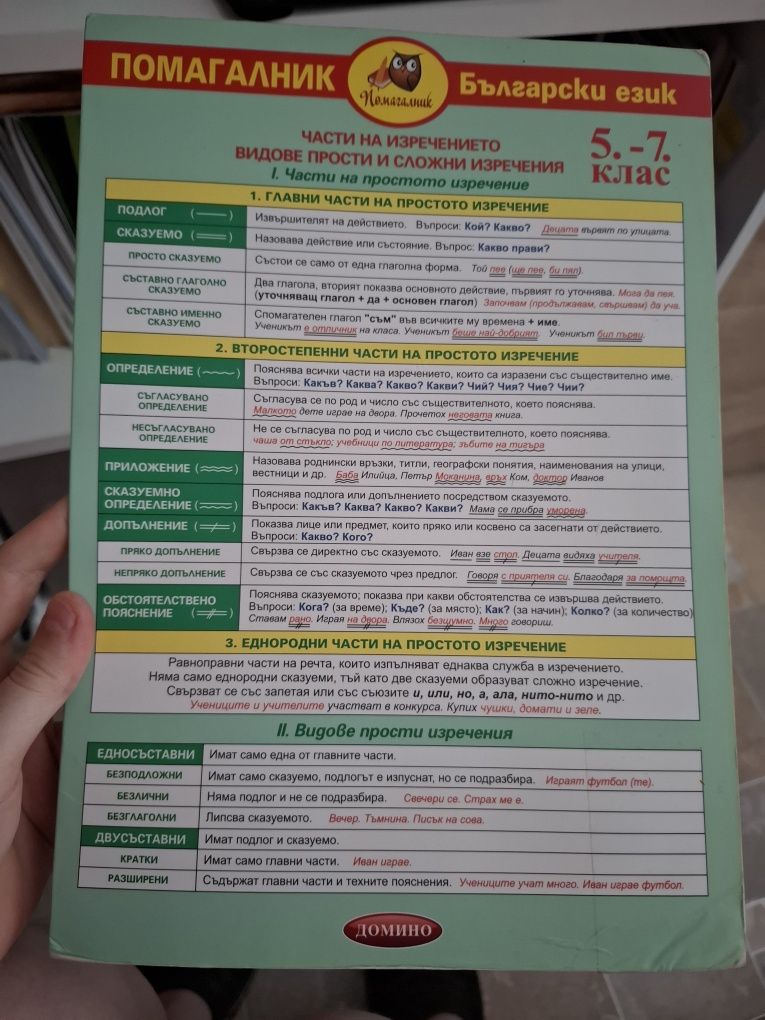 ПОМАГАЛНИК
Помагалник
Български език
ЧАСТИ НА ИЗРЕЧЕНИЕТО
ВИДОВЕ ПРОСТИ И СЛОЖНИ ИЗРЕЧЕНИЯ
5.-7.
клас
I. Части на простото изречение
1. ГЛАВНИ ЧАСТИ НА ПРОСТОТО ИЗРЕЧЕНИЕ
ПОДЛОГ (——)
Извършителят на действието. Въпроси: Кой? Какво? Децата вървят по улицата.
СКАЗУЕМО (===)
Назовава действие или състояние. Въпрос: Какво прави?
ПРОСТО СКАЗУЕМО
Състои се само от една глаголна форма. Той пее (ще пее, би пял).
СЪСТАВНО ГЛАГОЛНО
СКАЗУЕМО
Два глагола, вторият показва основното действие, първият го уточнява. Мога да пея.
(уточняващ глагол + да + основен глагол) Започвам (продължавам, свършвам) да уча.
СЪСТАВНО ИМЕННО
СКАЗУЕМО
Спомагателен глагол "съм" във всичките му времена + име.
Ученикът е отличник на класа. Ученикът беше най-добрият. Ученикът бил първи.
2. ВТОРОСТЕПЕННИ ЧАСТИ НА ПРОСТОТО ИЗРЕЧЕНИЕ
ОПРЕДЕЛЕНИЕ (﹏﹏)
Пояснява всички части на изречението, които са изразени със съществително име.
Въпроси: Какъв? Каква? Какво? Какви? Чий? Чия? Чие? Чии?
СЪГЛАСУВАНО
ОПРЕДЕЛЕНИЕ
Съгласува се по род и число със съществителното, което пояснява.
Малкото дете играе на двора. Прочетох неговата книга.
НЕСЪГЛАСУВАНО
ОПРЕДЕЛЕНИЕ
Не се съгласува по род и число със съществителното, което пояснява.
чаша от стъкло; учебници по литература; зъбите на тигъра
ПРИЛОЖЕНИЕ (≈≈)
Назовава роднински връзки, титли, географски понятия, наименования на улици,
вестници и др. Баба Илийца, Петър Моканина, връх Ком, доктор Иванов
СКАЗУЕМНО
ОПРЕДЕЛЕНИЕ (≈≈)
Пояснява подлога или допълнението посредством сказуемото.
Въпроси: Какъв? Каква? Какво? Какви? Мама се прибра уморена.
ДОПЪЛНЕНИЕ (—/—)
Показва лице или предмет, които пряко или косвено са засегнати от действието.
Въпроси: Какво? Кого?
ПРЯКО ДОПЪЛНЕНИЕ
Свързва се директно със сказуемото. Иван взе стол. Децата видяха учителя.
НЕПРЯКО ДОПЪЛНЕНИЕ
Свързва се със сказуемото чрез предлог. Говоря с приятеля си. Благодаря за помощта.
ОБСТОЯТЕЛСТВЕНО
ПОЯСНЕНИЕ (=//=)
Пояснява сказуемото; показва при какви обстоятелства се извършва действието.
Въпроси: Кога? (за време); Къде? (за място); Как? (за начин); Колко? (за количество)
Ставам рано. Играя на двора. Влязох безшумно. Много говориш.
3. ЕДНОРОДНИ ЧАСТИ НА ПРОСТОТО ИЗРЕЧЕНИЕ
Равноправни части на речта, които изпълняват еднаква служба в изречението.
Няма само еднородни сказуеми, тъй като две сказуеми образуват сложно изречение.
Свързват се със запетая или със съюзите и, или, но, а, ала, нито-нито и др.
Учениците и учителите участват в конкурса. Купих чушки, домати и зеле.
II. Видове прости изречения
ЕДНОСЪСТАВНИ
Имат само една от главните части.
БЕЗПОДЛОЖНИ
Имат само сказуемо, подлогът е изпуснат, но се подразбира. Играят футбол (те).
БЕЗЛИЧНИ
Няма подлог и не се подразбира. Свечери се. Страх ме е.
БЕЗГЛАГОЛНИ
Липсва сказуемото. Вечер. Тъмнина. Писък на сова.
ДВУСЪСТАВНИ
Имат подлог и сказуемо.
КРАТКИ
Имат само главни части. Иван играе.
РАЗШИРЕНИ
Съдържат главни части и техните пояснения. Учениците учат много. Иван играе футбол.
ДОМИНО